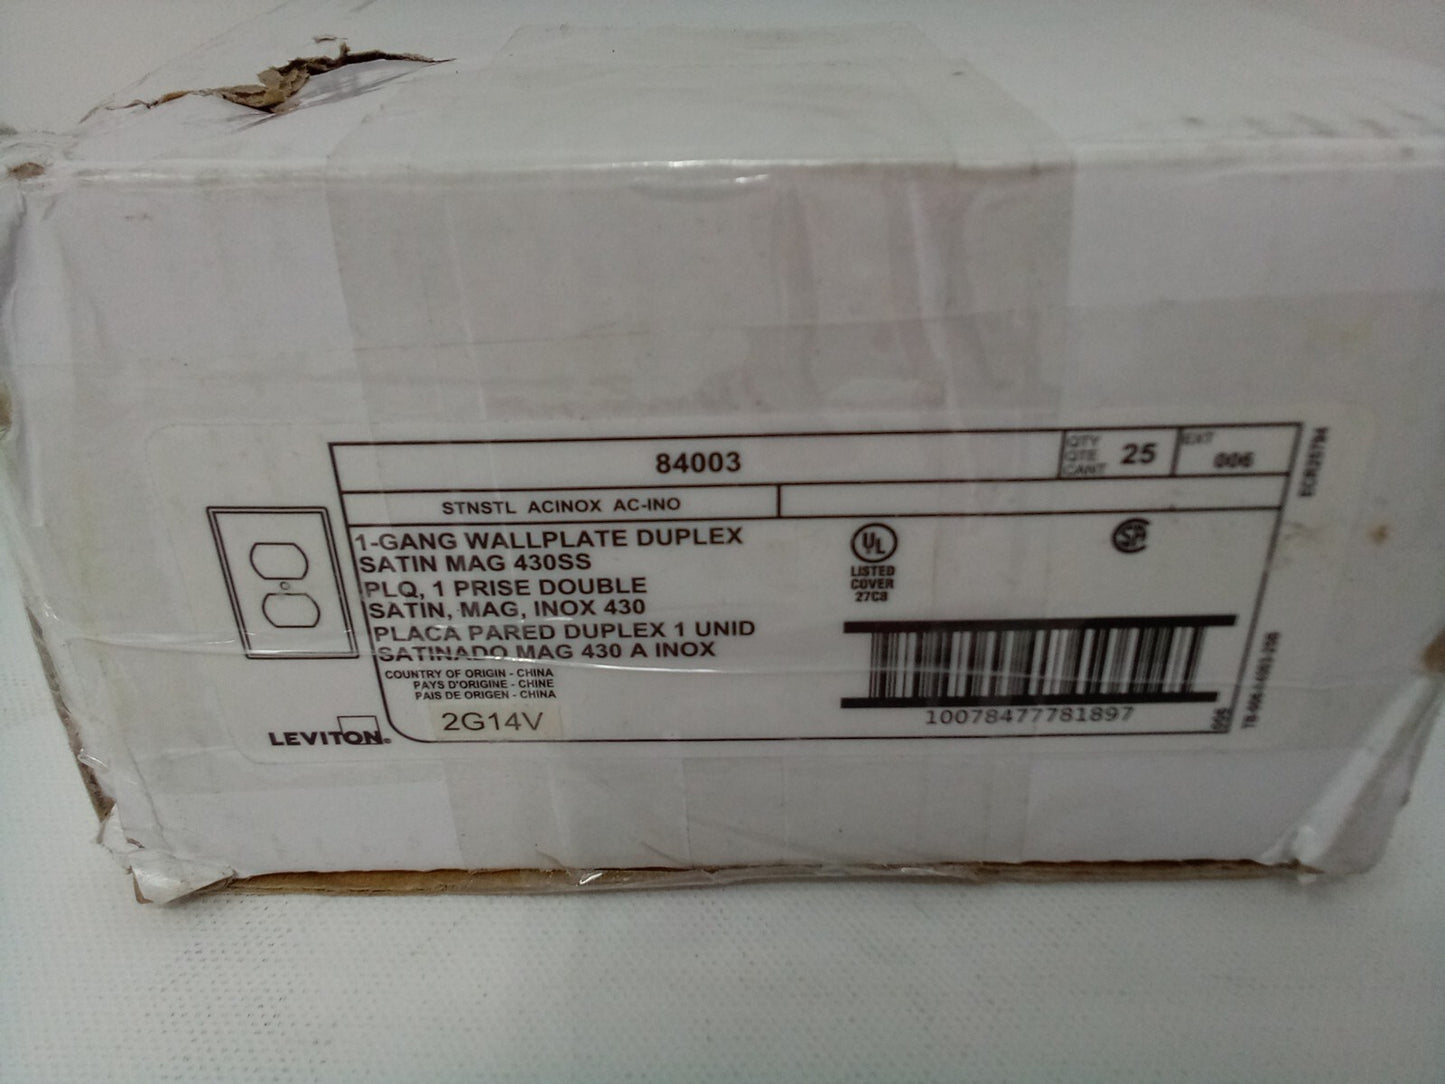 84003
QTY
QTE
CANT
25
EXT
006
STNSTL ACINOX AC-INO
1-GANG WALLPLATE DUPLEX
SATIN MAG 430SS
PLQ, 1 PRISE DOUBLE
SATIN, MAG, INOX 430
PLACA PARED DUPLEX 1 UNID
SATINADO MAG 430 A INOX
COUNTRY OF ORIGIN - CHINA
PAYS D'ORIGINE - CHINE
PAIS DE ORIGEN - CHINA
2G14V
LEVITON®
UL
LISTED
COVER
27C8
10078477781897
006